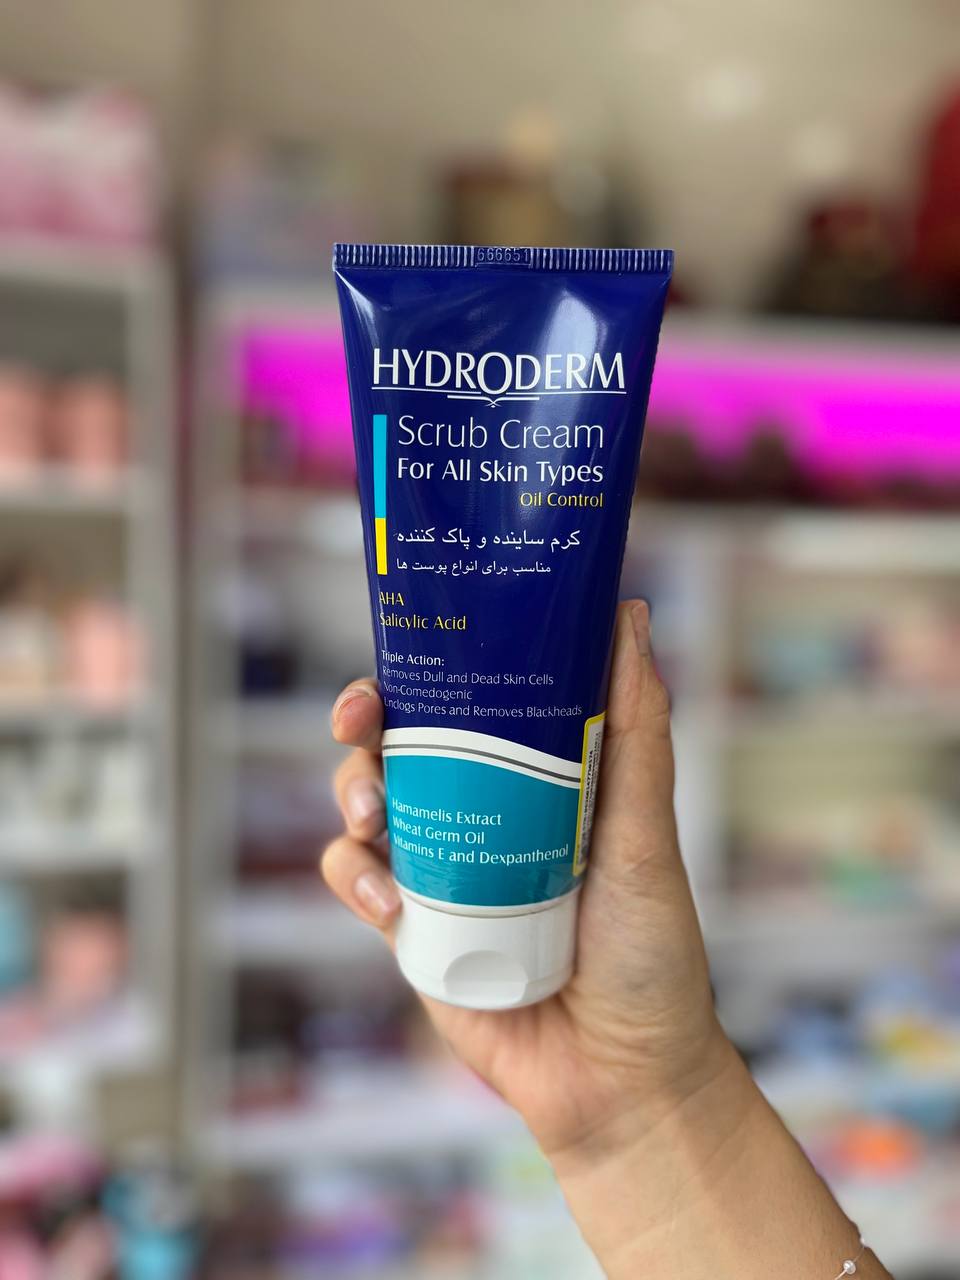 666651
HYDRODERM
Scrub Cream
For All Skin Types
Oil Control
کرم ساینده و پاک کننده
مناسب برای انواع پوست ها
AHA
Salicylic Acid
Triple Action:
Removes Dull and Dead Skin Cells
Non-Comedogenic
Unclogs Pores and Removes Blackheads
Hamamelis Extract
Wheat Germ Oil
Vitamins E and Dexpanthenol